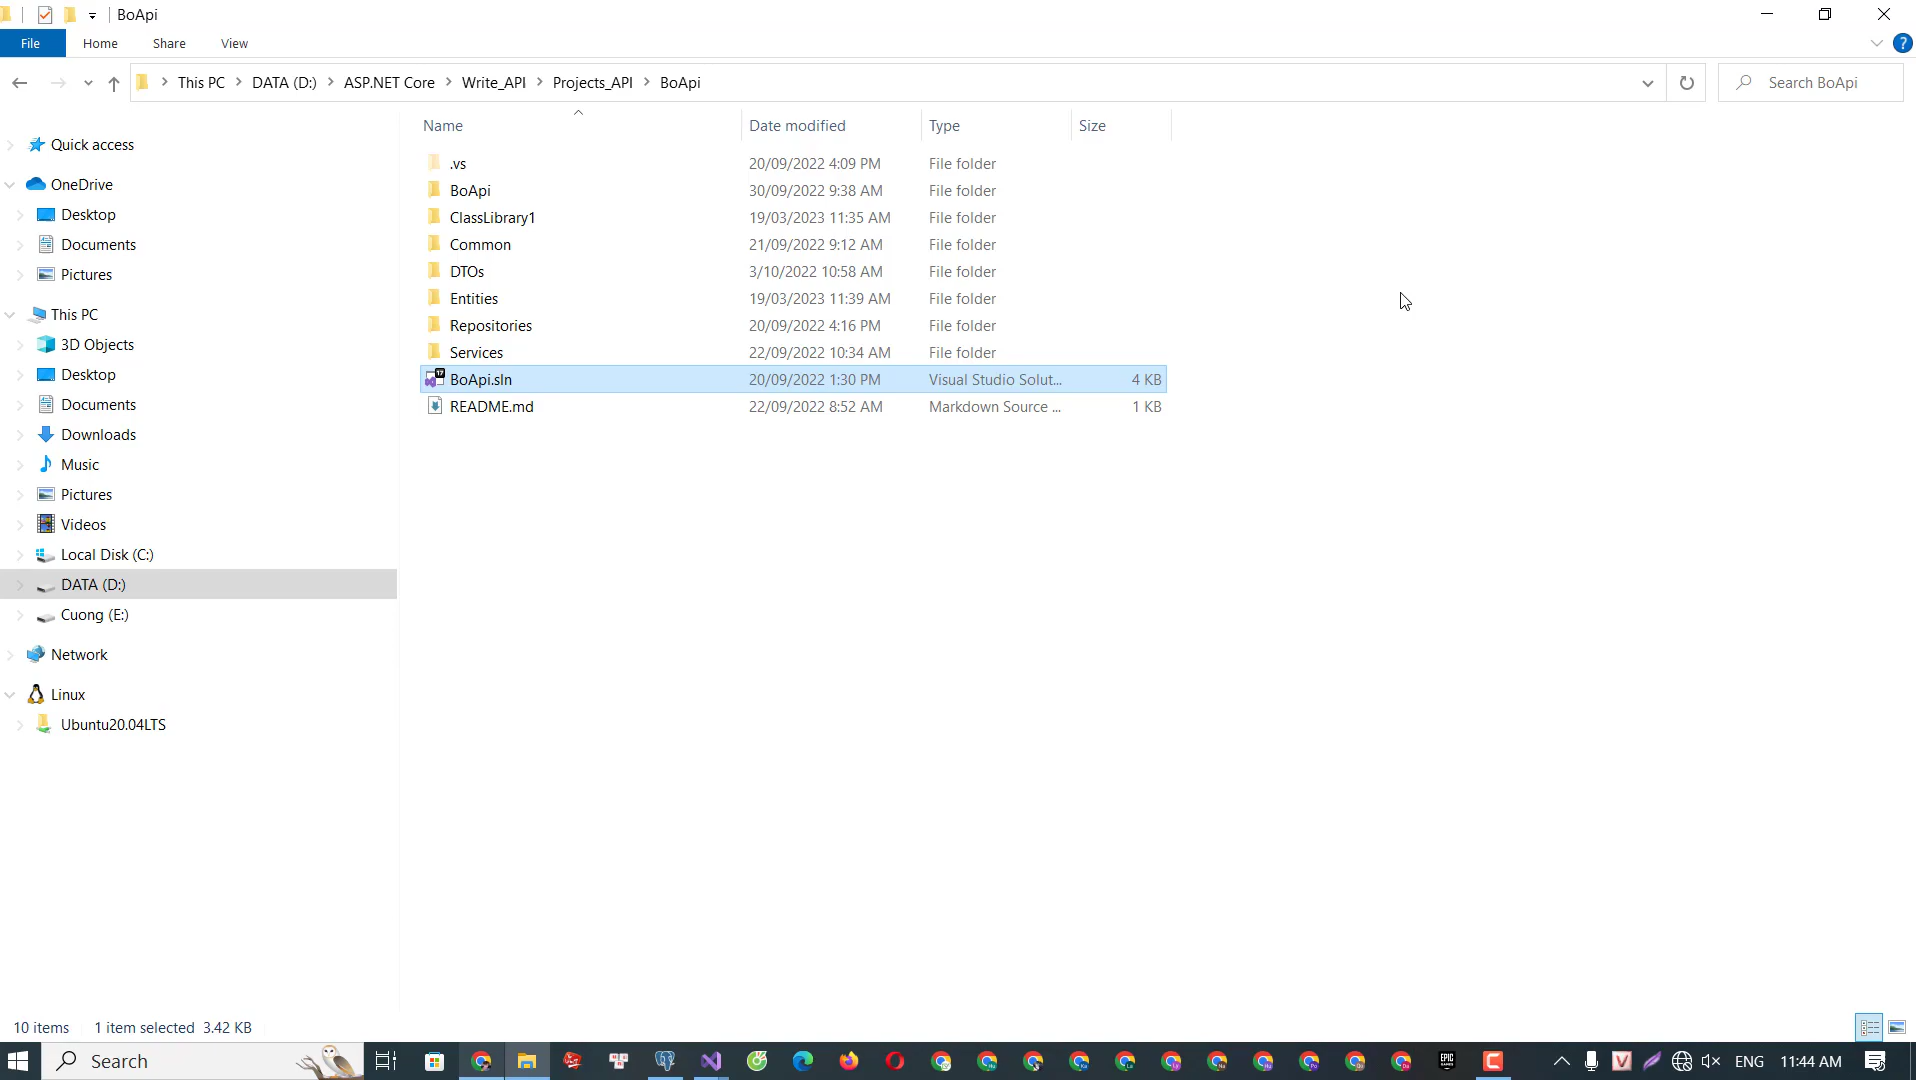 BoApi
File Home Share View
This PC DATA (D:) ASP.NET Core Write_API Projects_API BoApi Search BoApi
Name Date modified Type Size
Quick access
OneDrive
Desktop
Documents
Pictures
This PC
3D Objects
Desktop
Documents
Downloads
Music
Pictures
Videos
Local Disk (C:)
DATA (D:)
Cuong (E:)
Network
Linux
Ubuntu20.04LTS
.vs 20/09/2022 4:09 PM File folder
BoApi 30/09/2022 9:38 AM File folder
ClassLibrary1 19/03/2023 11:35 AM File folder
Common 21/09/2022 9:12 AM File folder
DTOs 3/10/2022 10:58 AM File folder
Entities 19/03/2023 11:39 AM File folder
Repositories 20/09/2022 4:16 PM File folder
Services 22/09/2022 10:34 AM File folder
BoApi.sln 20/09/2022 1:30 PM Visual Studio Solut... 4 KB
README.md 22/09/2022 8:52 AM Markdown Source ... 1 KB
10 items 1 item selected 3.42 KB
Search EPIC GAMES V ENG 11:44 AM